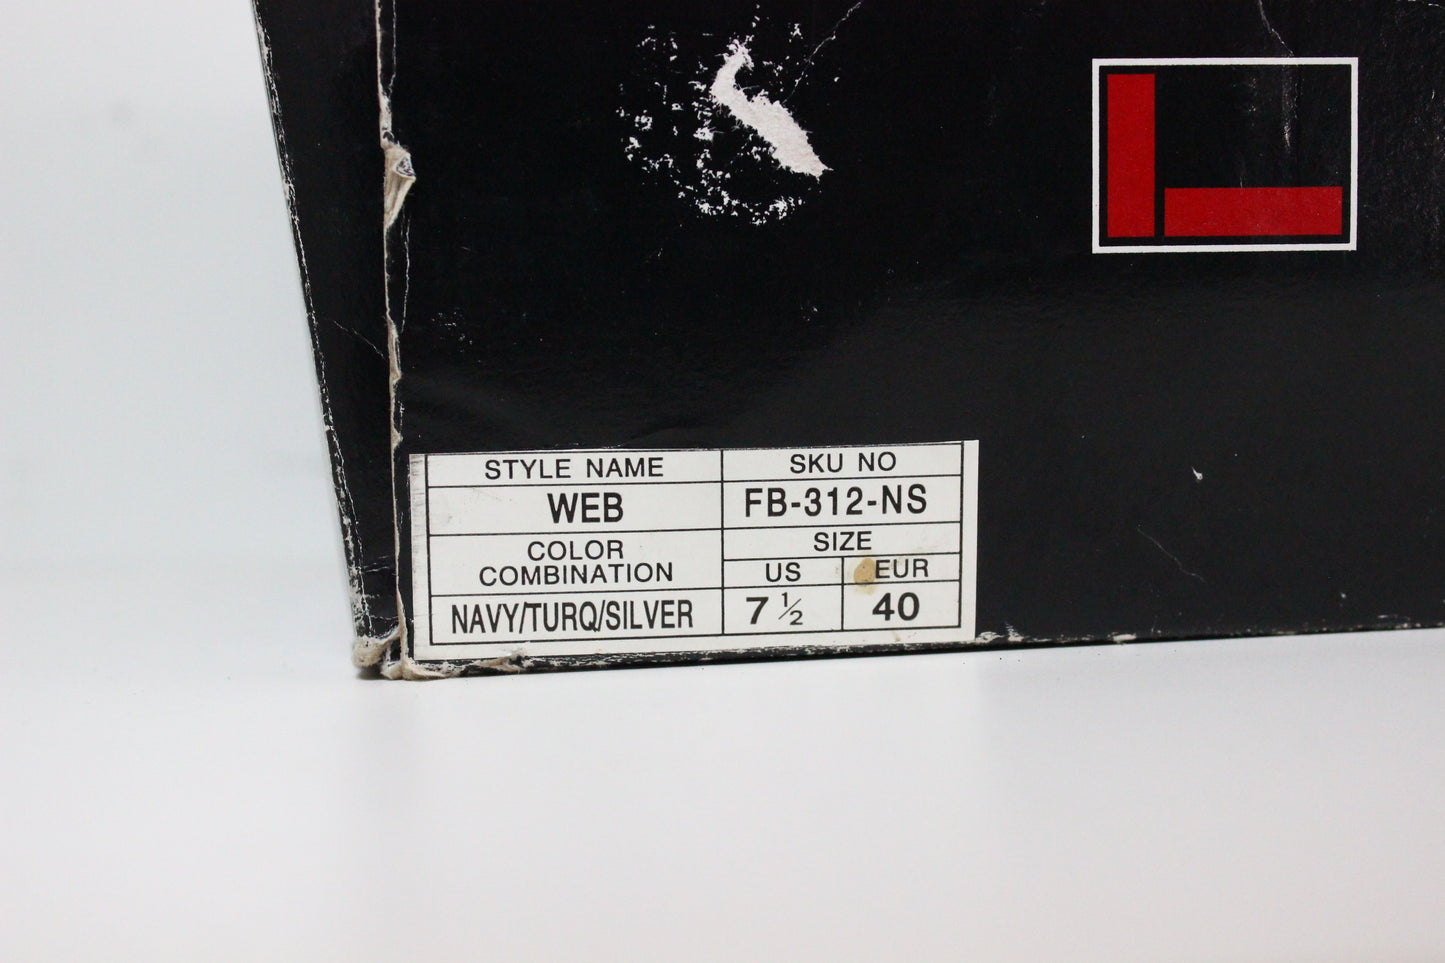 STYLE NAME
WEB
COLOR
COMBINATION
NAVY/TURQ/SILVER
SKU NO
FB-312-NS
SIZE
US EUR
7 ½ 40